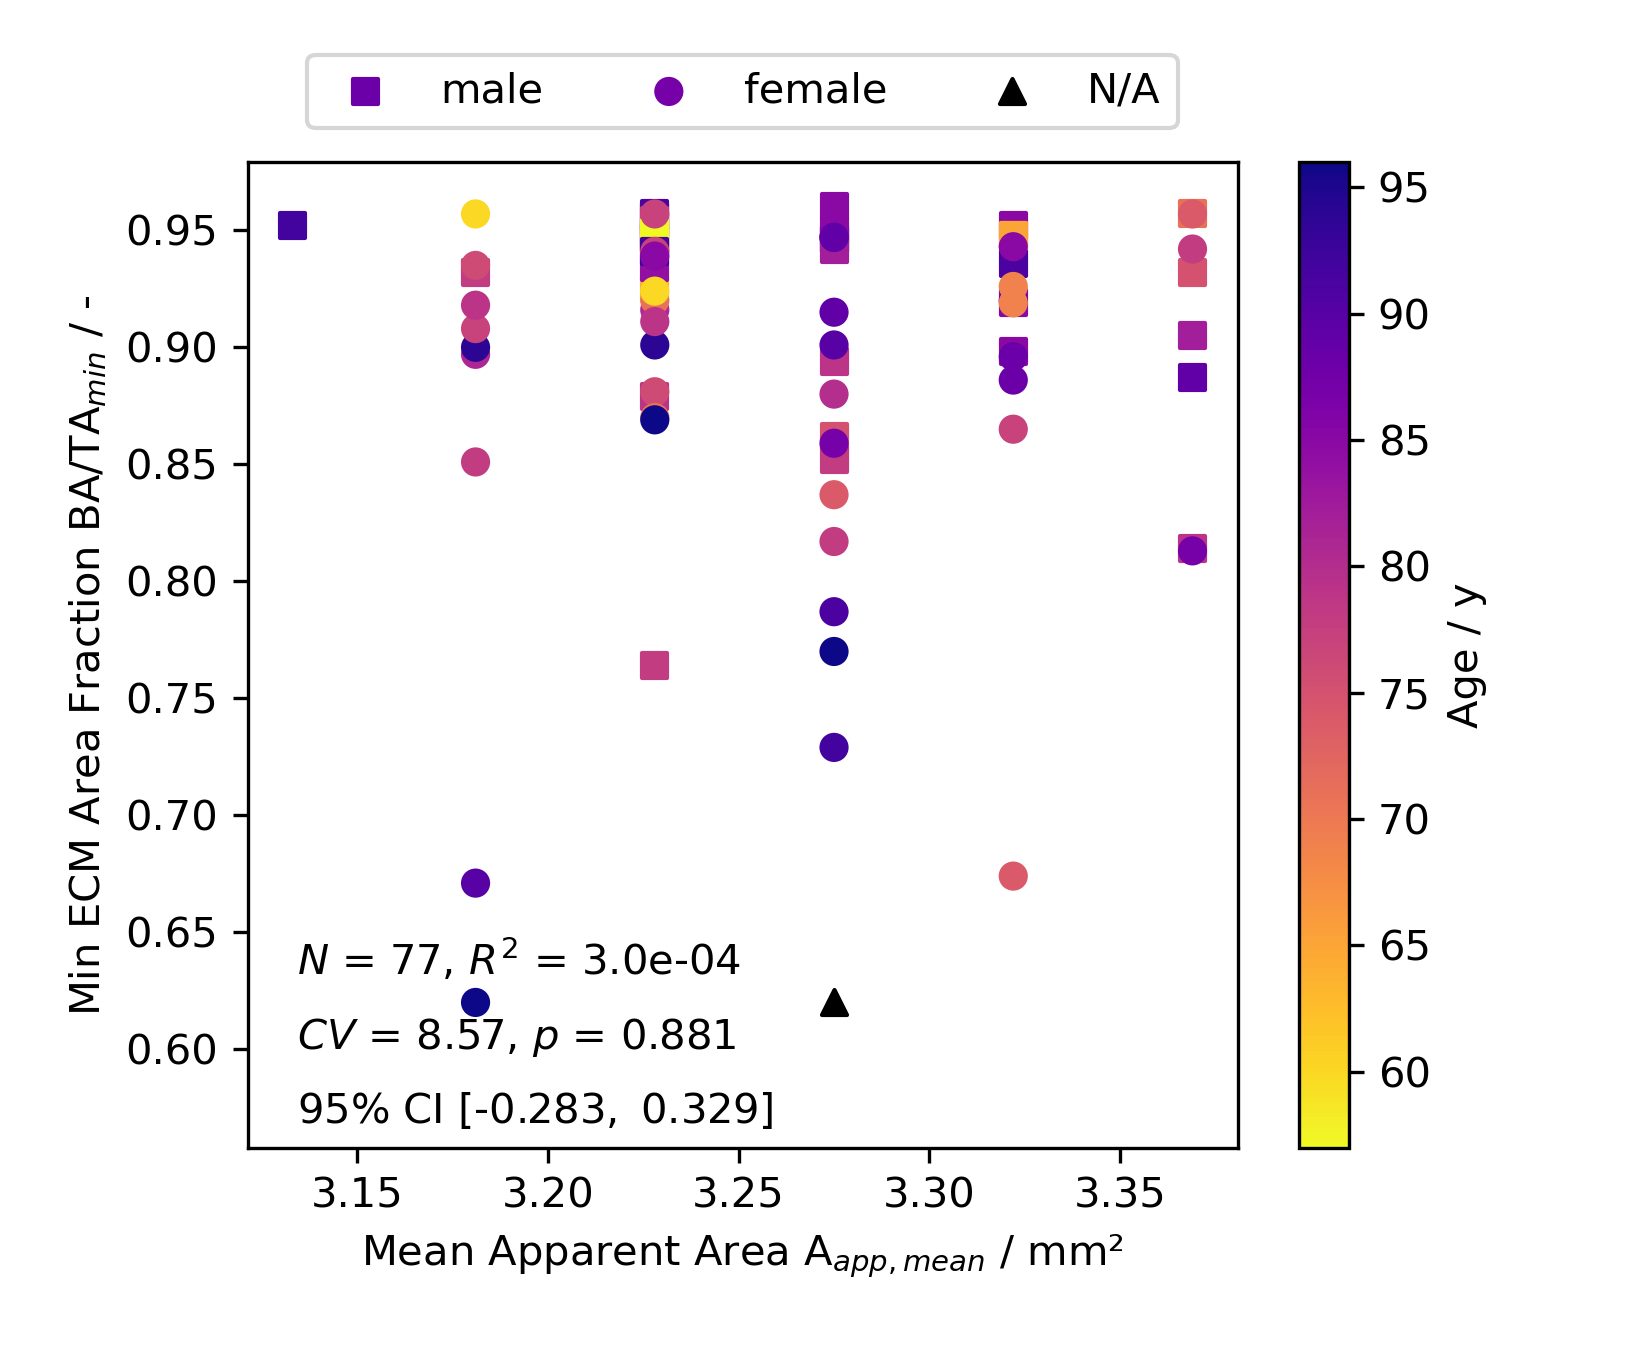 male female N/A
0.95
0.90
0.85
0.80
0.75
0.70
0.65
0.60
Min ECM Area Fraction BA/TA_min / -
N = 77, R² = 3.0e-04
CV = 8.57, p = 0.881
95% CI [-0.283, 0.329]
3.15 3.20 3.25 3.30 3.35
Mean Apparent Area A_app,mean / mm²
95
90
85
80
75
70
65
60
Age / y